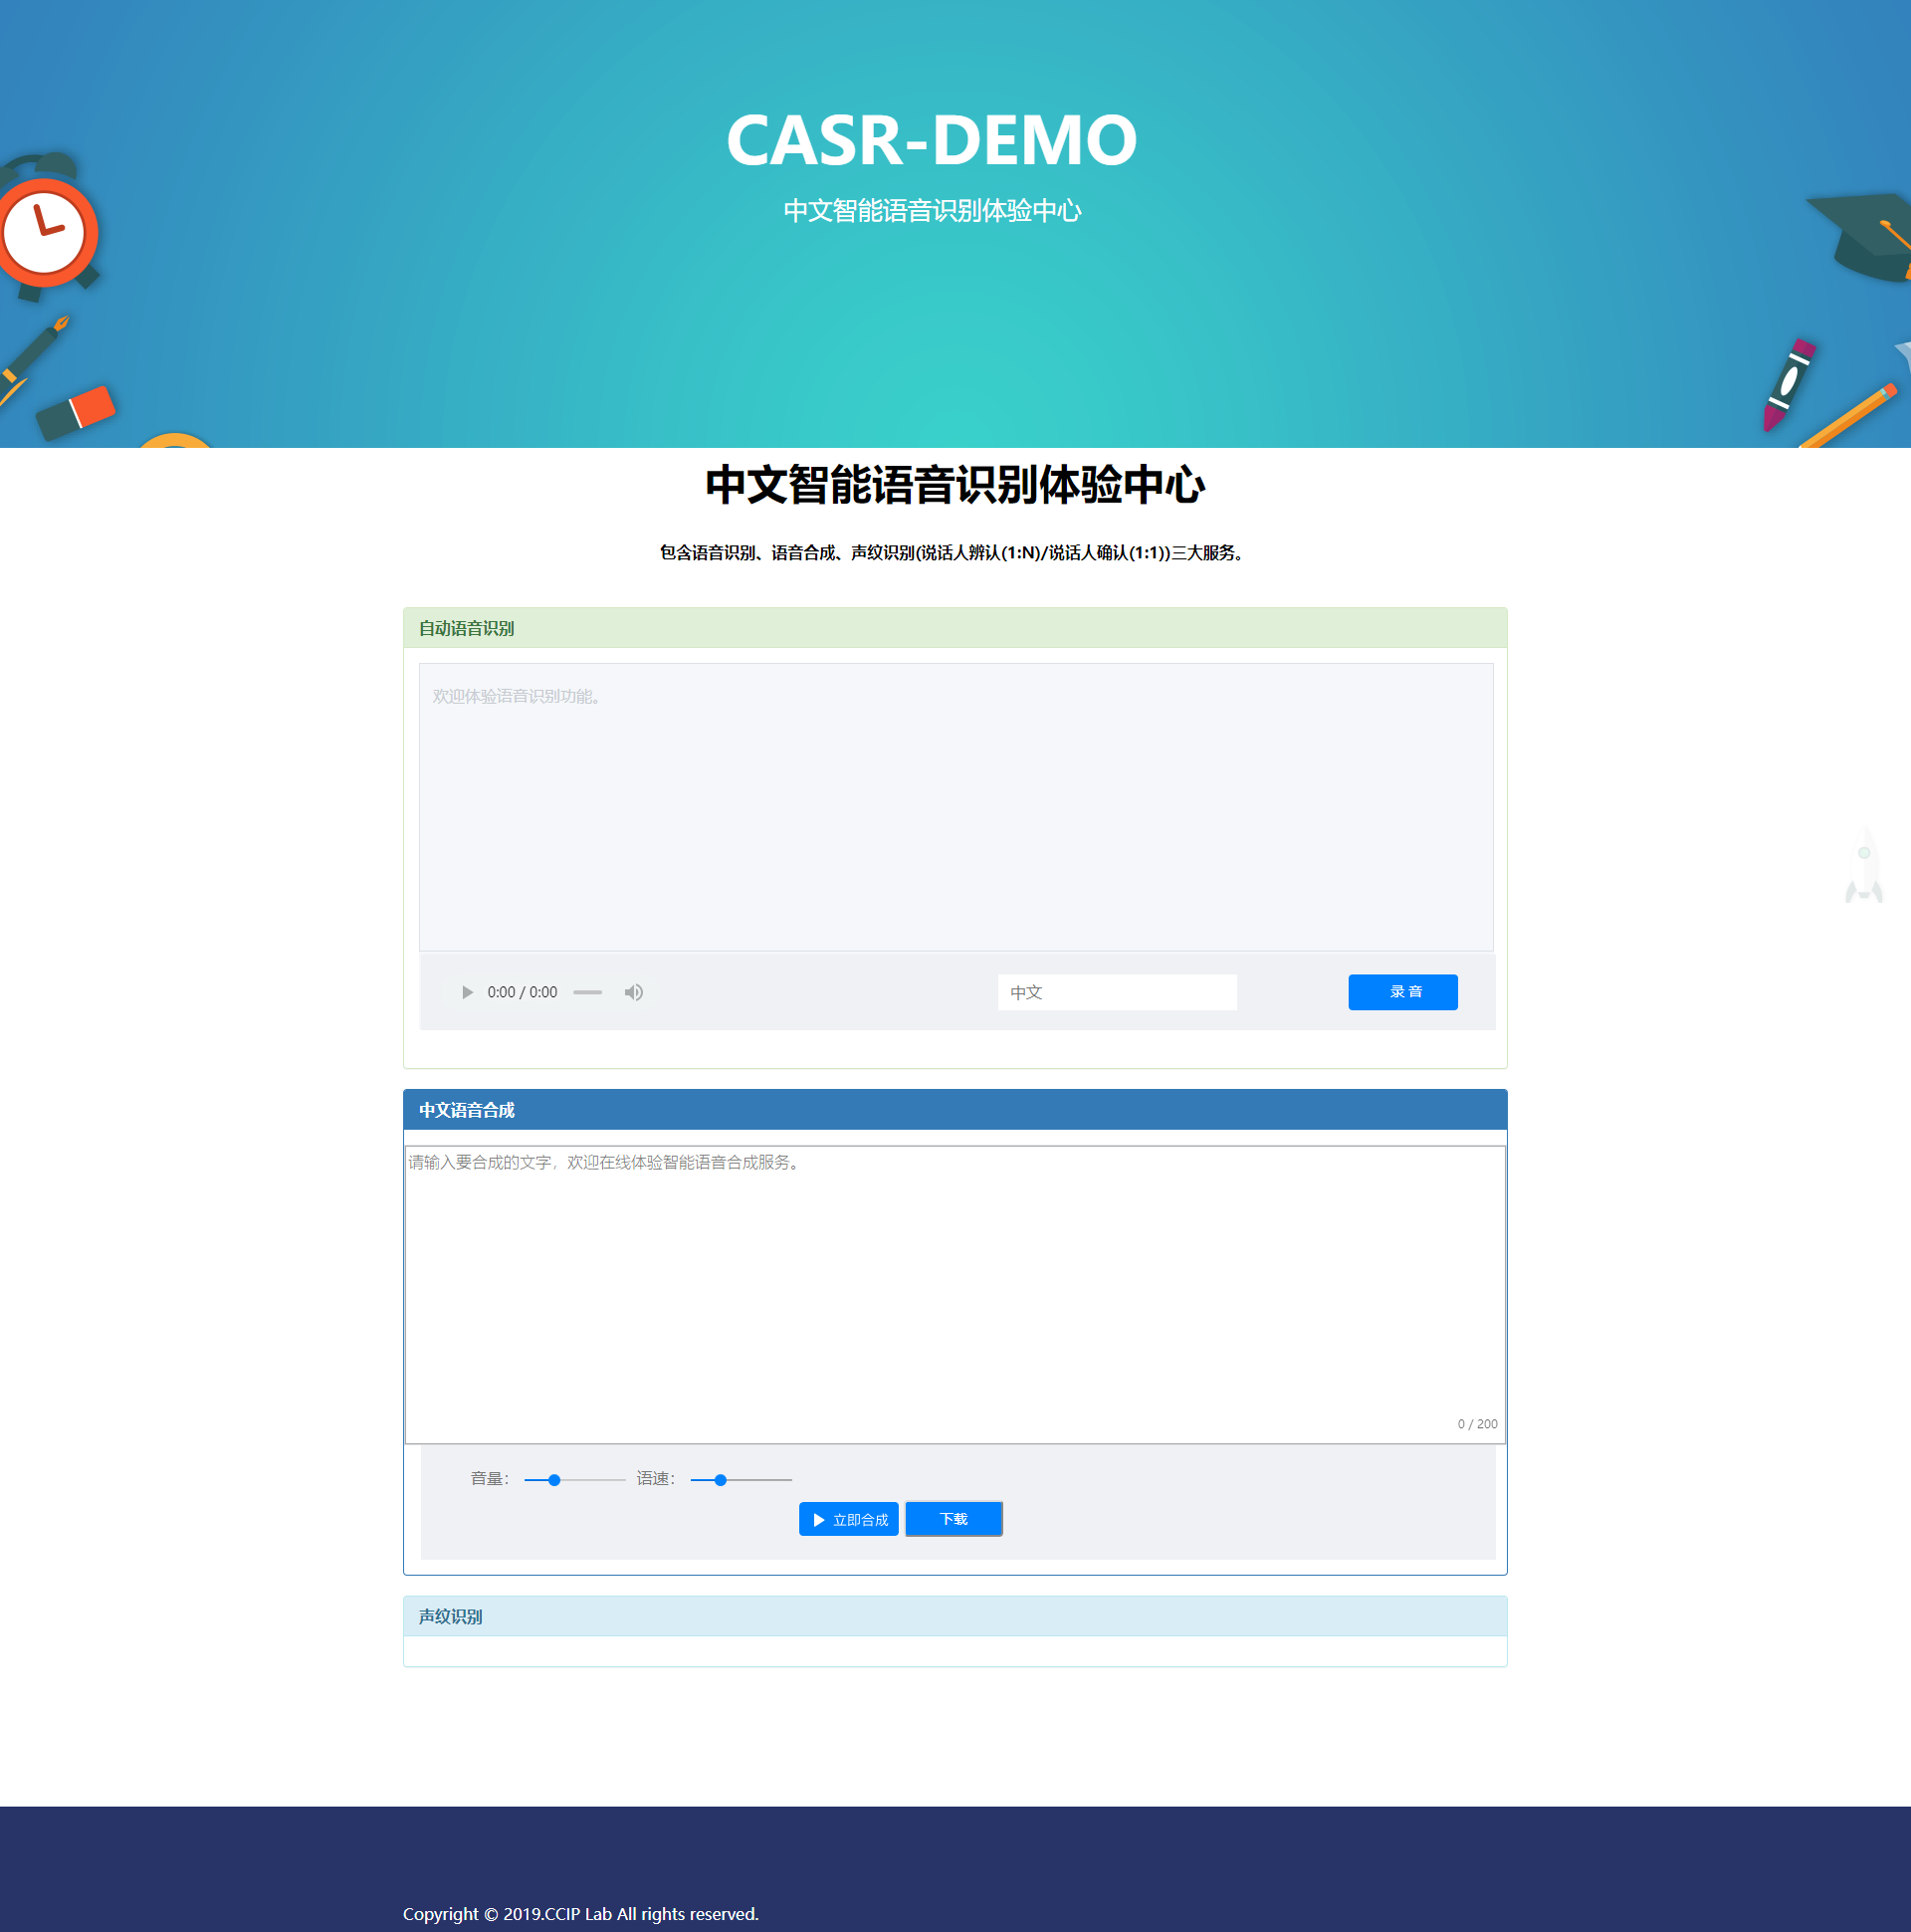 CASR-DEMO
中文智能语音识别体验中心
中文智能语音识别体验中心
包含语音识别、语音合成、声纹识别(说话人辨认(1:N)/说话人确认(1:1))三大服务。
自动语音识别
欢迎体验语音识别功能。
0:00 / 0:00
中文
录 音
中文语音合成
请输入要合成的文字，欢迎在线体验智能语音合成服务。
0 / 200
音量： 语速：
立即合成 下载
声纹识别
Copyright © 2019.CCIP Lab All rights reserved.